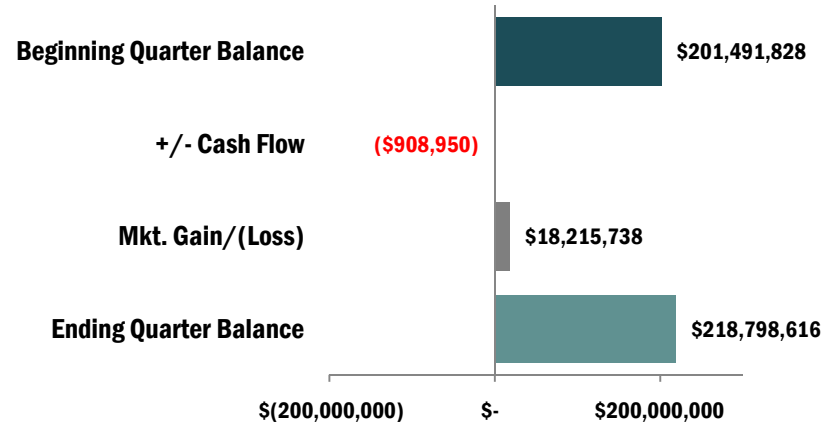 Beginning Quarter Balance $201,491,828
+/- Cash Flow ($908,950)
Mkt. Gain/(Loss) $18,215,738
Ending Quarter Balance $218,798,616
$(200,000,000) $- $200,000,000